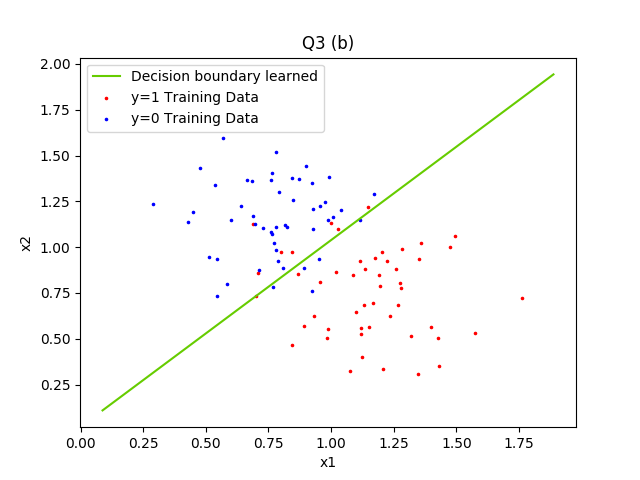 Q3 (b)
Decision boundary learned
y=1 Training Data
y=0 Training Data
2.00
1.75
1.50
1.25
1.00
0.75
0.50
0.25
x2
0.00 0.25 0.50 0.75 1.00 1.25 1.50 1.75
x1